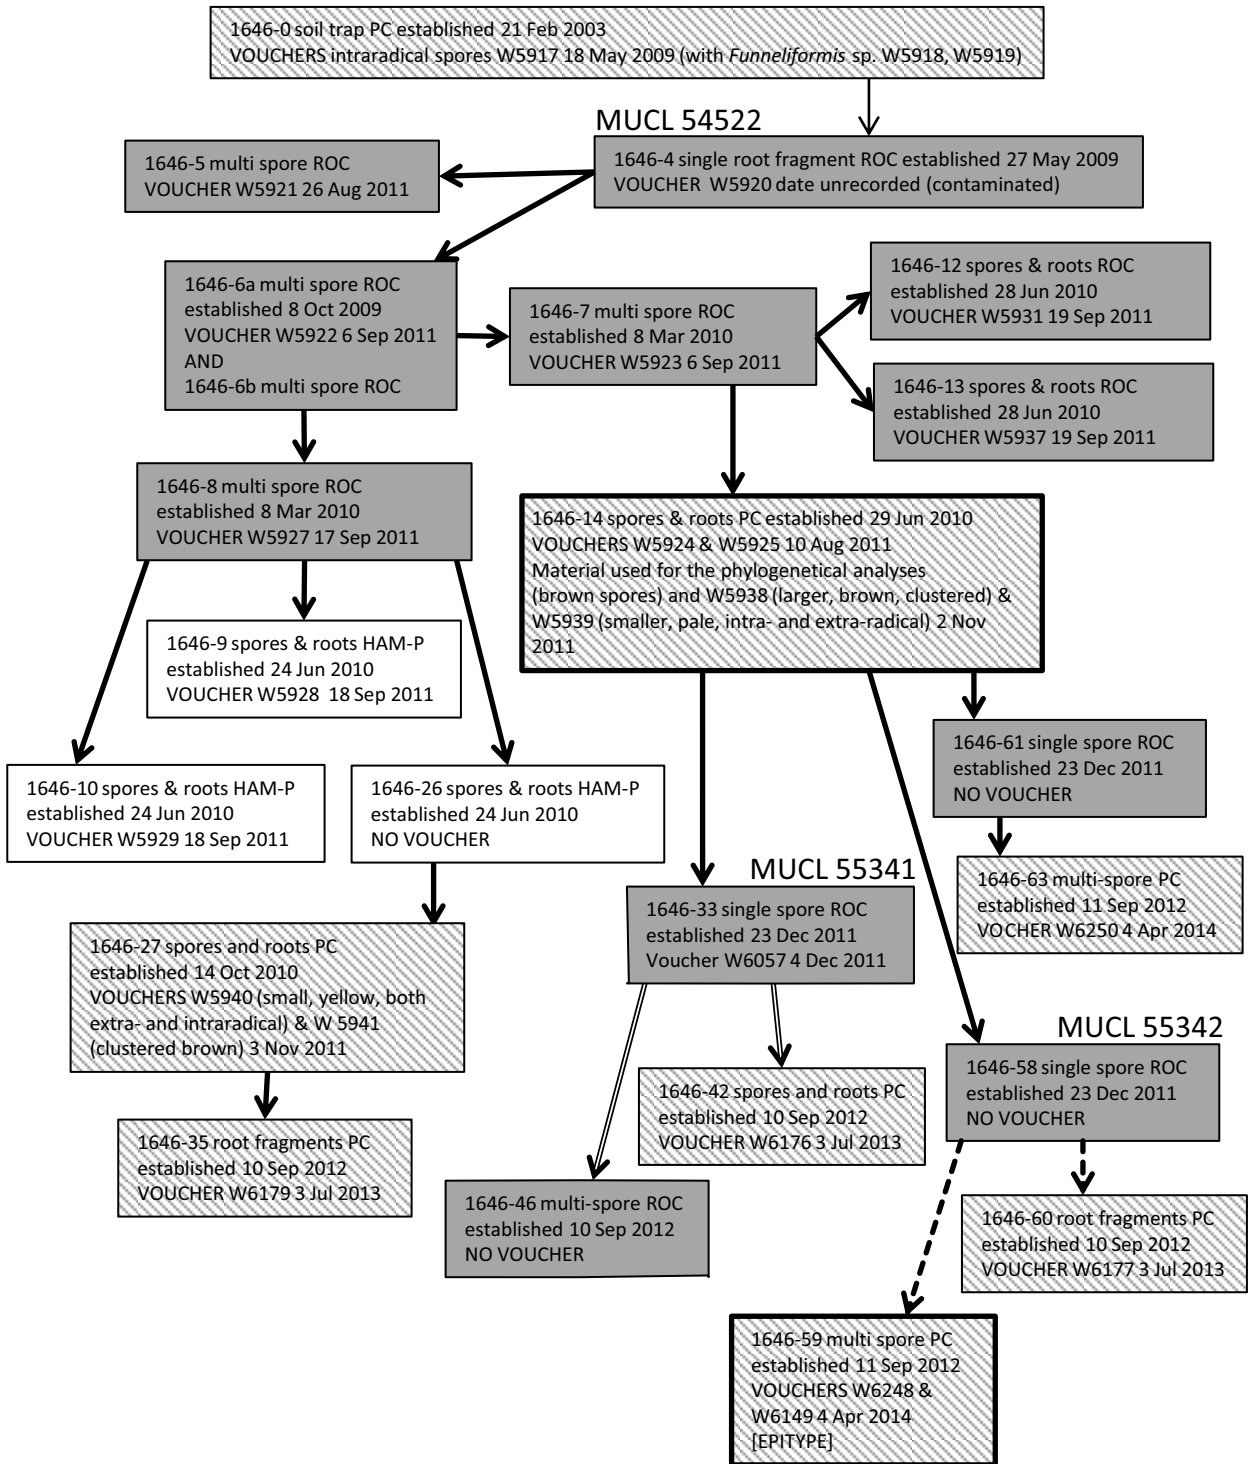 1646-0 soil trap PC established 21 Feb 2003
VOUCHERS intraradical spores W5917 18 May 2009 (with Funneliformis sp. W5918, W5919)
MUCL 54522
1646-5 multi spore ROC
VOUCHER W5921 26 Aug 2011
1646-4 single root fragment ROC established 27 May 2009
VOUCHER W5920 date unrecorded (contaminated)
1646-6a multi spore ROC
established 8 Oct 2009
VOUCHER W5922 6 Sep 2011
AND
1646-6b multi spore ROC
1646-7 multi spore ROC
established 8 Mar 2010
VOUCHER W5923 6 Sep 2011
1646-12 spores & roots ROC
established 28 Jun 2010
VOUCHER W5931 19 Sep 2011
1646-13 spores & roots ROC
established 28 Jun 2010
VOUCHER W5937 19 Sep 2011
1646-8 multi spore ROC
established 8 Mar 2010
VOUCHER W5927 17 Sep 2011
1646-14 spores & roots PC established 29 Jun 2010
VOUCHERS W5924 & W5925 10 Aug 2011
Material used for the phylogenetical analyses
(brown spores) and W5938 (larger, brown, clustered) &
W5939 (smaller, pale, intra- and extra-radical) 2 Nov
2011
1646-9 spores & roots HAM-P
established 24 Jun 2010
VOUCHER W5928 18 Sep 2011
1646-10 spores & roots HAM-P
established 24 Jun 2010
VOUCHER W5929 18 Sep 2011
1646-26 spores & roots HAM-P
established 24 Jun 2010
NO VOUCHER
1646-61 single spore ROC
established 23 Dec 2011
NO VOUCHER
1646-63 multi-spore PC
established 11 Sep 2012
VOCHER W6250 4 Apr 2014
MUCL 55341
1646-33 single spore ROC
established 23 Dec 2011
Voucher W6057 4 Dec 2011
1646-27 spores and roots PC
established 14 Oct 2010
VOUCHERS W5940 (small, yellow, both
extra- and intraradical) & W 5941
(clustered brown) 3 Nov 2011
MUCL 55342
1646-58 single spore ROC
established 23 Dec 2011
NO VOUCHER
1646-42 spores and roots PC
established 10 Sep 2012
VOUCHER W6176 3 Jul 2013
1646-35 root fragments PC
established 10 Sep 2012
VOUCHER W6179 3 Jul 2013
1646-46 multi-spore ROC
established 10 Sep 2012
NO VOUCHER
1646-60 root fragments PC
established 10 Sep 2012
VOUCHER W6177 3 Jul 2013
1646-59 multi spore PC
established 11 Sep 2012
VOUCHERS W6248 &
W6149 4 Apr 2014
[EPITYPE]